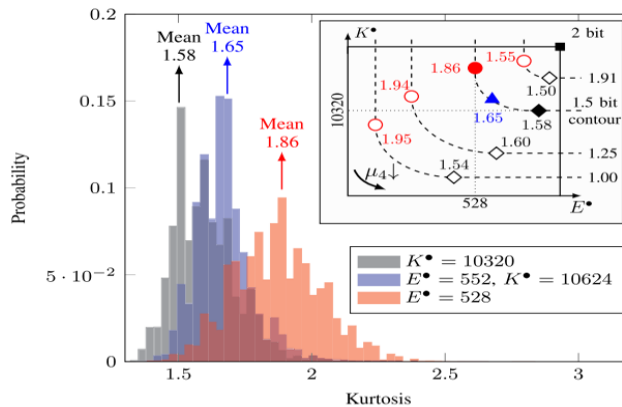 0.2
0.15
0.1
5 · 10⁻²
0
Probability
1.5
2
2.5
3
Kurtosis
Mean
1.58
Mean
1.65
Mean
1.86
K•
2 bit
1.55
1.86
1.50
1.91
1.94
1.65
1.58
1.5 bit
contour
10320
1.95
1.60
1.25
1.54
1.00
μ₄↓
528
E•
K• = 10320
E• = 552, K• = 10624
E• = 528